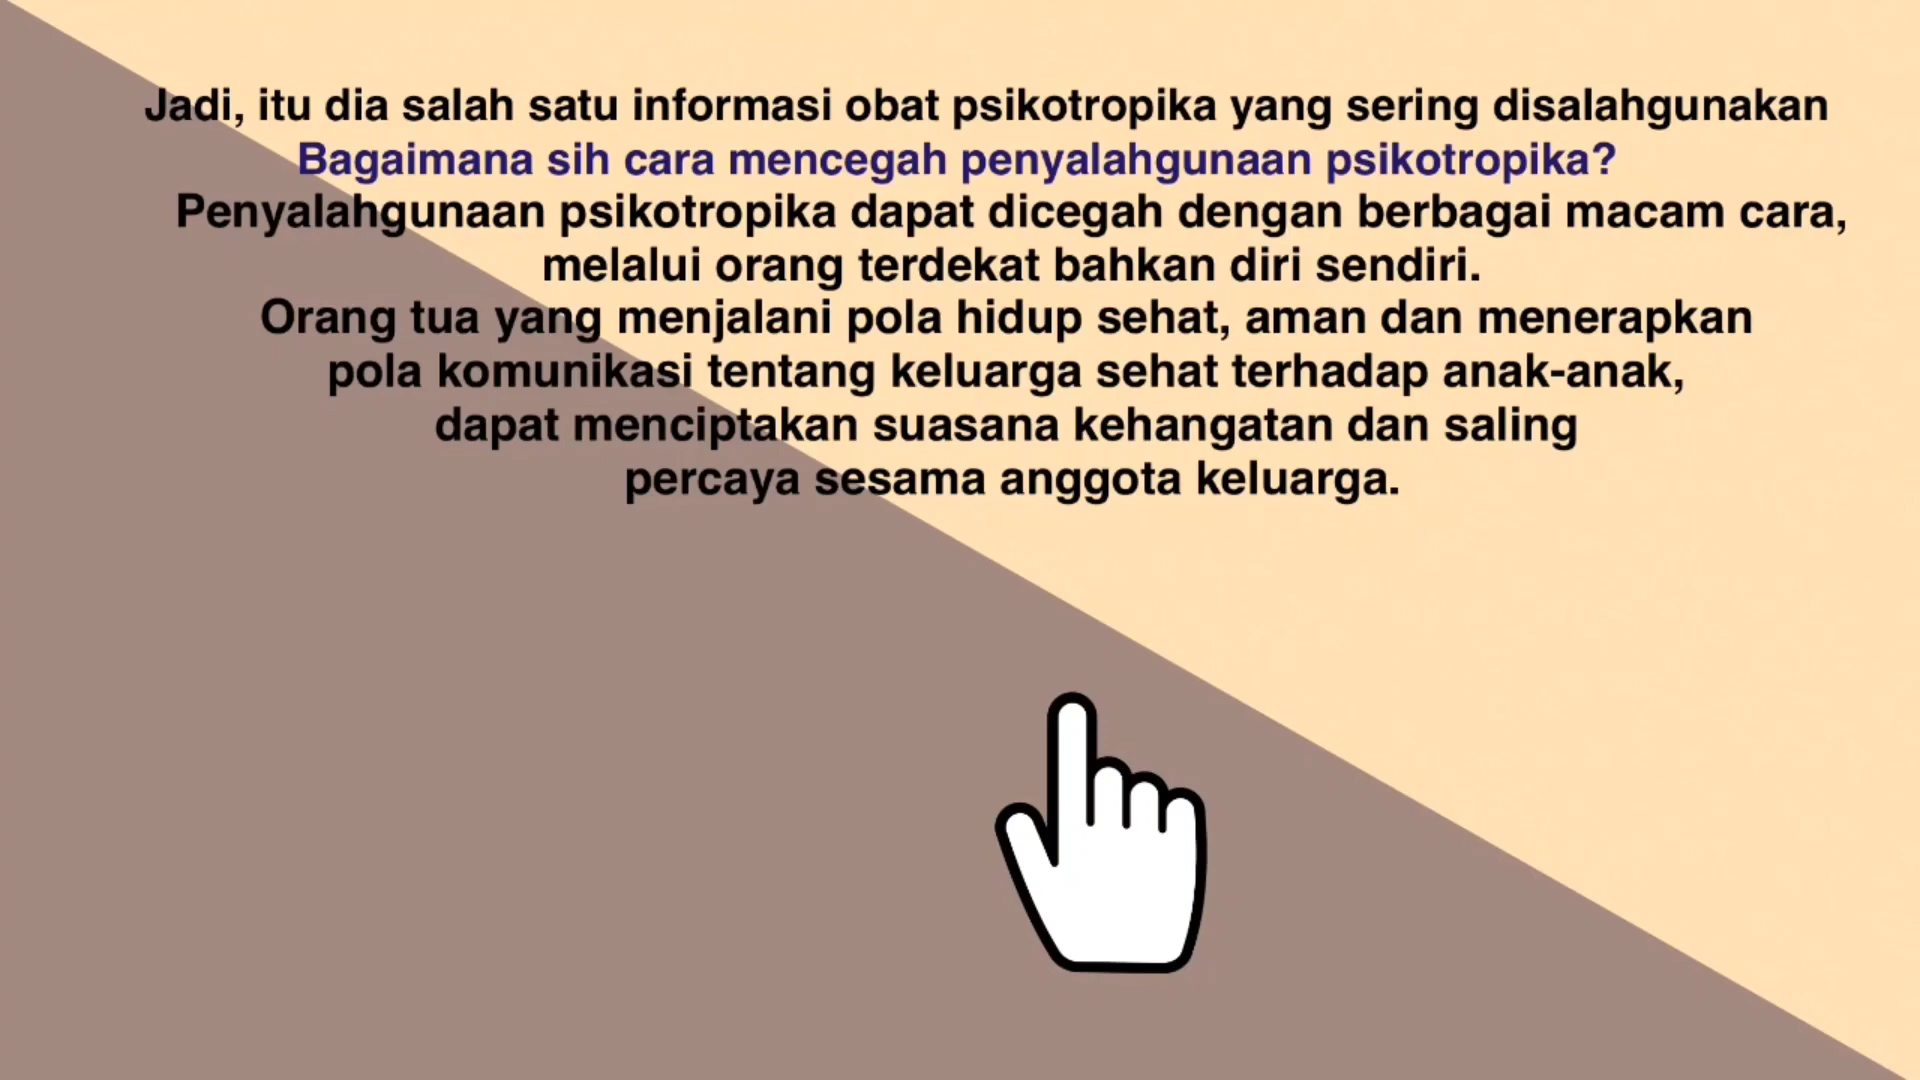 Jadi, itu dia salah satu informasi obat psikotropika yang sering disalahgunakan
Bagaimana sih cara mencegah penyalahgunaan psikotropika?
Penyalahgunaan psikotropika dapat dicegah dengan berbagai macam cara,
melalui orang terdekat bahkan diri sendiri.
Orang tua yang menjalani pola hidup sehat, aman dan menerapkan
pola komunikasi tentang keluarga sehat terhadap anak-anak,
dapat menciptakan suasana kehangatan dan saling
percaya sesama anggota keluarga.